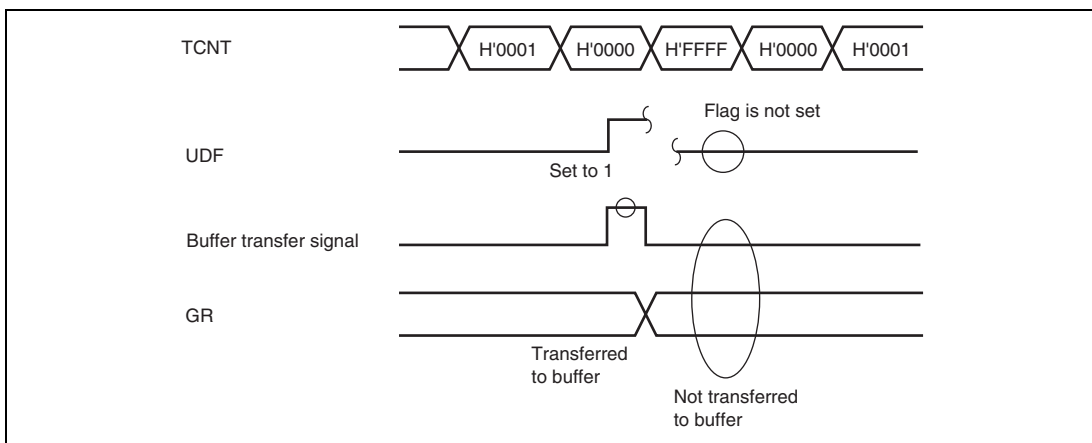 TCNT
H'0001
H'0000
H'FFFF
H'0000
H'0001
Flag is not set
UDF
Set to 1
Buffer transfer signal
GR
Transferred
to buffer
Not transferred
to buffer